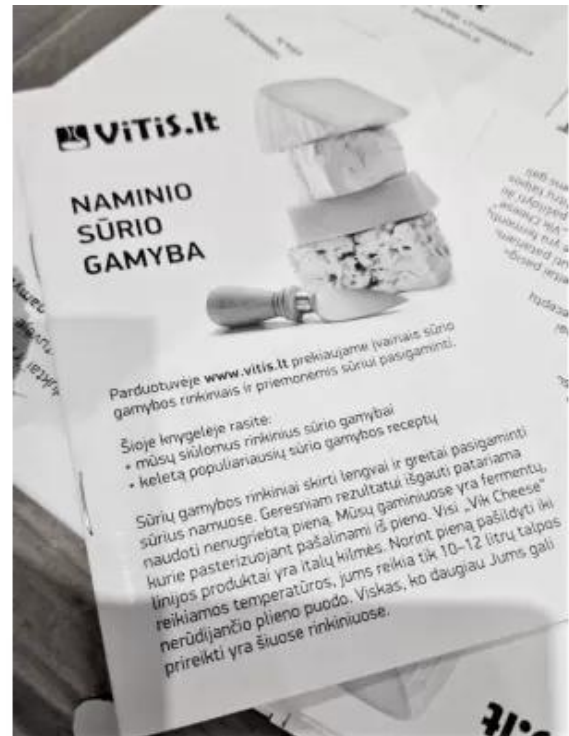 ViTiS.lt
NAMINIO
SŪRIO
GAMYBA
Parduotuvėje www.vitis.lt prekiaujame įvairiais sūrio
gamybos rinkiniais ir priemonėmis sūriui pasigaminti.
Šioje knygelėje rasite:
• mūsų siūlomus rinkinius sūrio gamybai
• keletą populiariausių sūrio gamybos receptų
Sūrių gamybos rinkiniai skirti lengvai ir greitai pasigaminti
sūrius namuose. Geresniam rezultatui išgauti patariama
naudoti nenugriebtą pieną. Mūsų gaminiuose yra fermentų,
kurie pasterizuojant pašalinami iš pieno. Visi „Vik Cheese"
linijos produktai yra italų kilmės. Norint pieną pašildyti iki
reikiamos temperatūros, jums reikia tik 10–12 litrų talpos
nerūdijančio plieno puodo. Viskas, ko daugiau Jums gali
prireikti yra šiuose rinkiniuose.